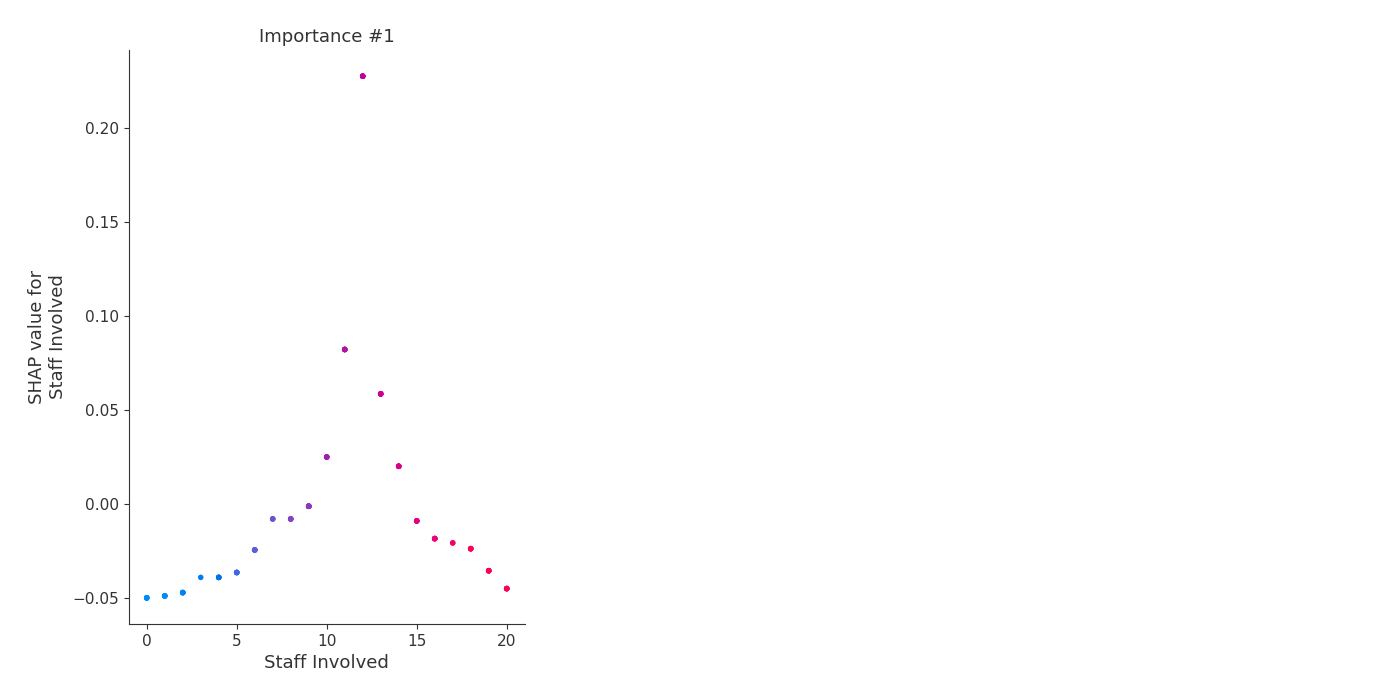 Importance #1
0.20
0.15
0.10
0.05
0.00
−0.05
SHAP value for
Staff Involved
0 5 10 15 20
Staff Involved